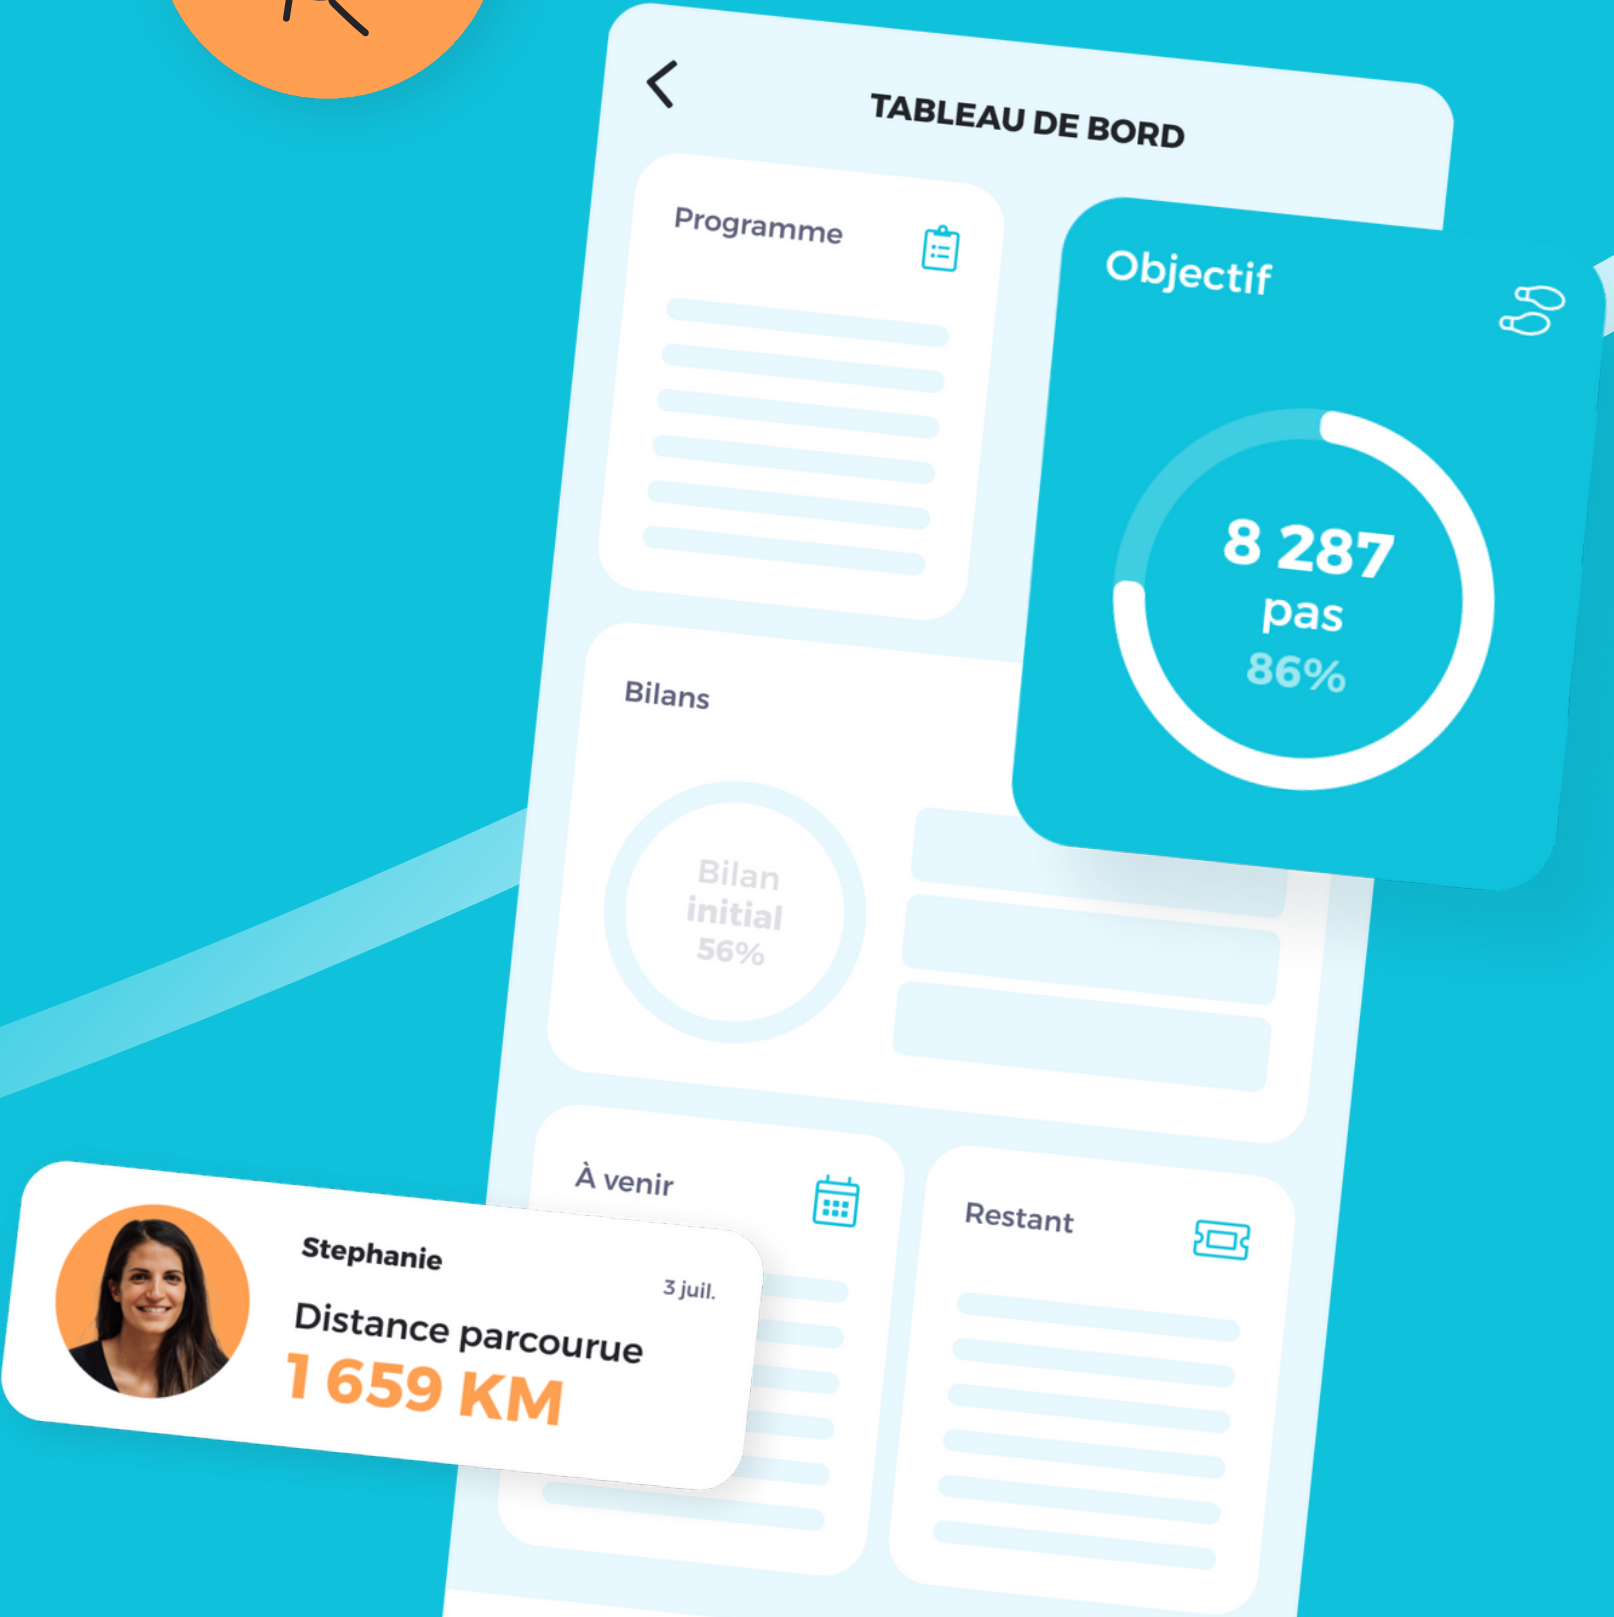 TABLEAU DE BORD
Programme
Objectif
8 287
pas
86%
Bilans
Bilan
initial
56%
À venir
Restant
Stephanie
3 juil.
Distance parcourue
1 659 KM